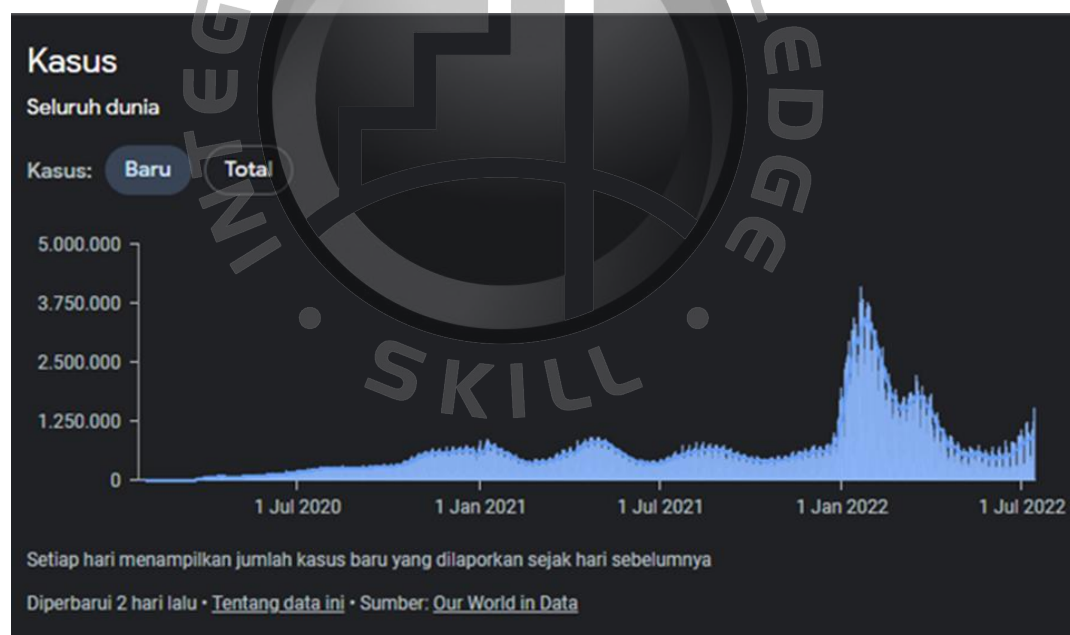 Kasus
Seluruh dunia
Kasus: Baru Total
5.000.000
3.750.000
2.500.000
1.250.000
0
1 Jul 2020 1 Jan 2021 1 Jul 2021 1 Jan 2022 1 Jul 2022
Setiap hari menampilkan jumlah kasus baru yang dilaporkan sejak hari sebelumnya
Diperbarui 2 hari lalu • Tentang data ini • Sumber: Our World in Data
INTEG
EDGE
• SKILL •